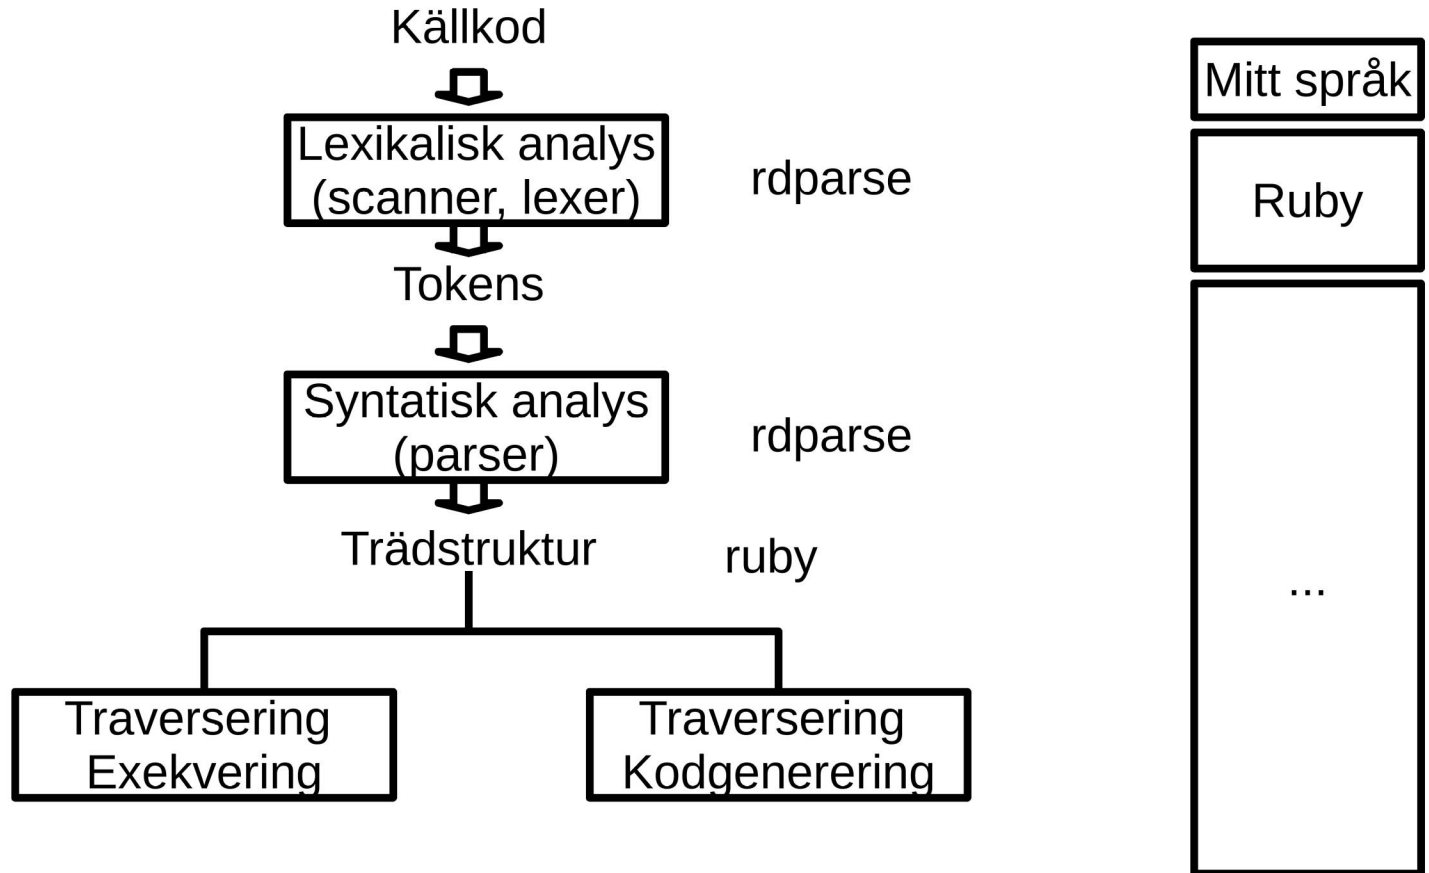 Källkod
Lexikalisk analys
(scanner, lexer)
rdparse
Tokens
Syntatisk analys
(parser)
rdparse
Trädstruktur
ruby
Traversering
Exekvering
Traversering
Kodgenerering
Mitt språk
Ruby
...